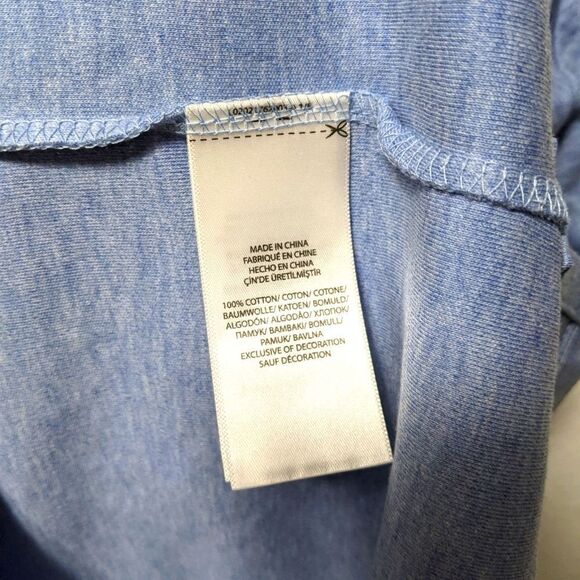 MADE IN CHINA
FABRIQUÉ EN CHINE
HECHO EN CHINA
ÇİN'DE ÜRETİLMİŞTİR
100% COTTON/ COTON/ COTONE/
BAUMWOLLE/ KATOEN/ BOMULD/
ALGODÓN/ ALGODÃO/ ХЛОПОК/
ПАМУК/ BAMBAKI/ BOMULL/
PAMUK/ BAVLNA
EXCLUSIVE OF DECORATION
SAUF DÉCORATION